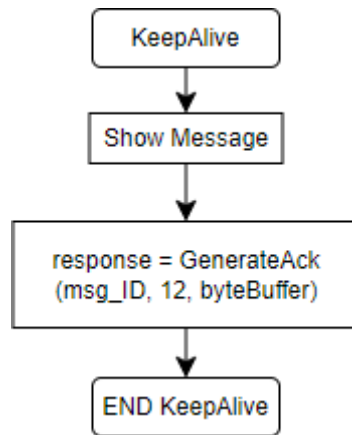 KeepAlive
Show Message
response = GenerateAck
(msg_ID, 12, byteBuffer)
END KeepAlive